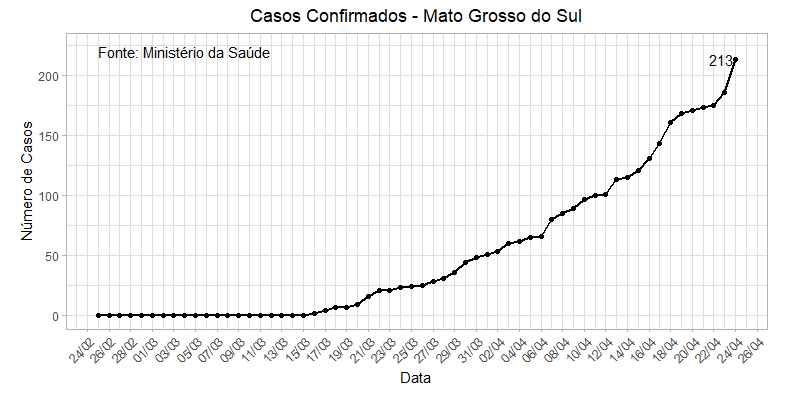 Casos Confirmados - Mato Grosso do Sul
Fonte: Ministério da Saúde
213
Número de Casos
200
150
100
50
0
24/02 26/02 28/02 01/03 03/03 05/03 07/03 09/03 11/03 13/03 15/03 17/03 19/03 21/03 23/03 25/03 27/03 29/03 31/03 02/04 04/04 06/04 08/04 10/04 12/04 14/04 16/04 18/04 20/04 22/04 24/04 26/04
Data